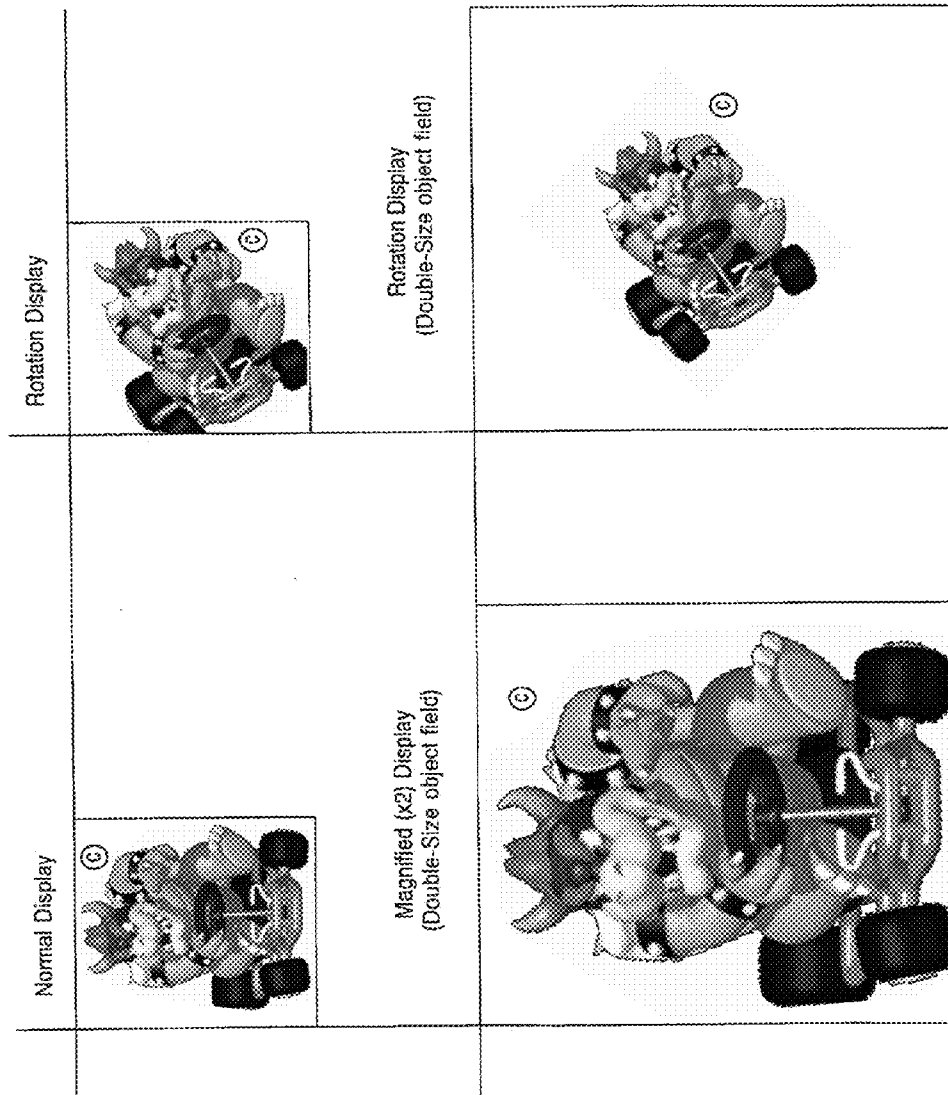 Normal Display
©
Rotation Display
©
Magnified (x2) Display
(Double-Size object field)
©
Rotation Display
(Double-Size object field)
©